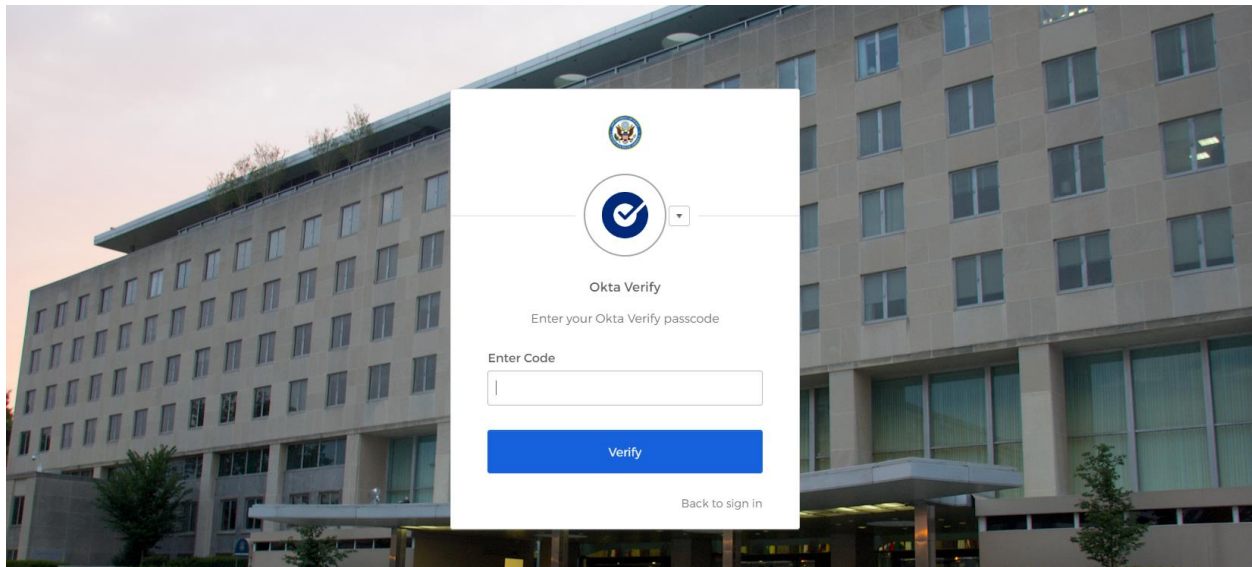 Okta Verify
Enter your Okta Verify passcode
Enter Code
Verify
Back to sign in